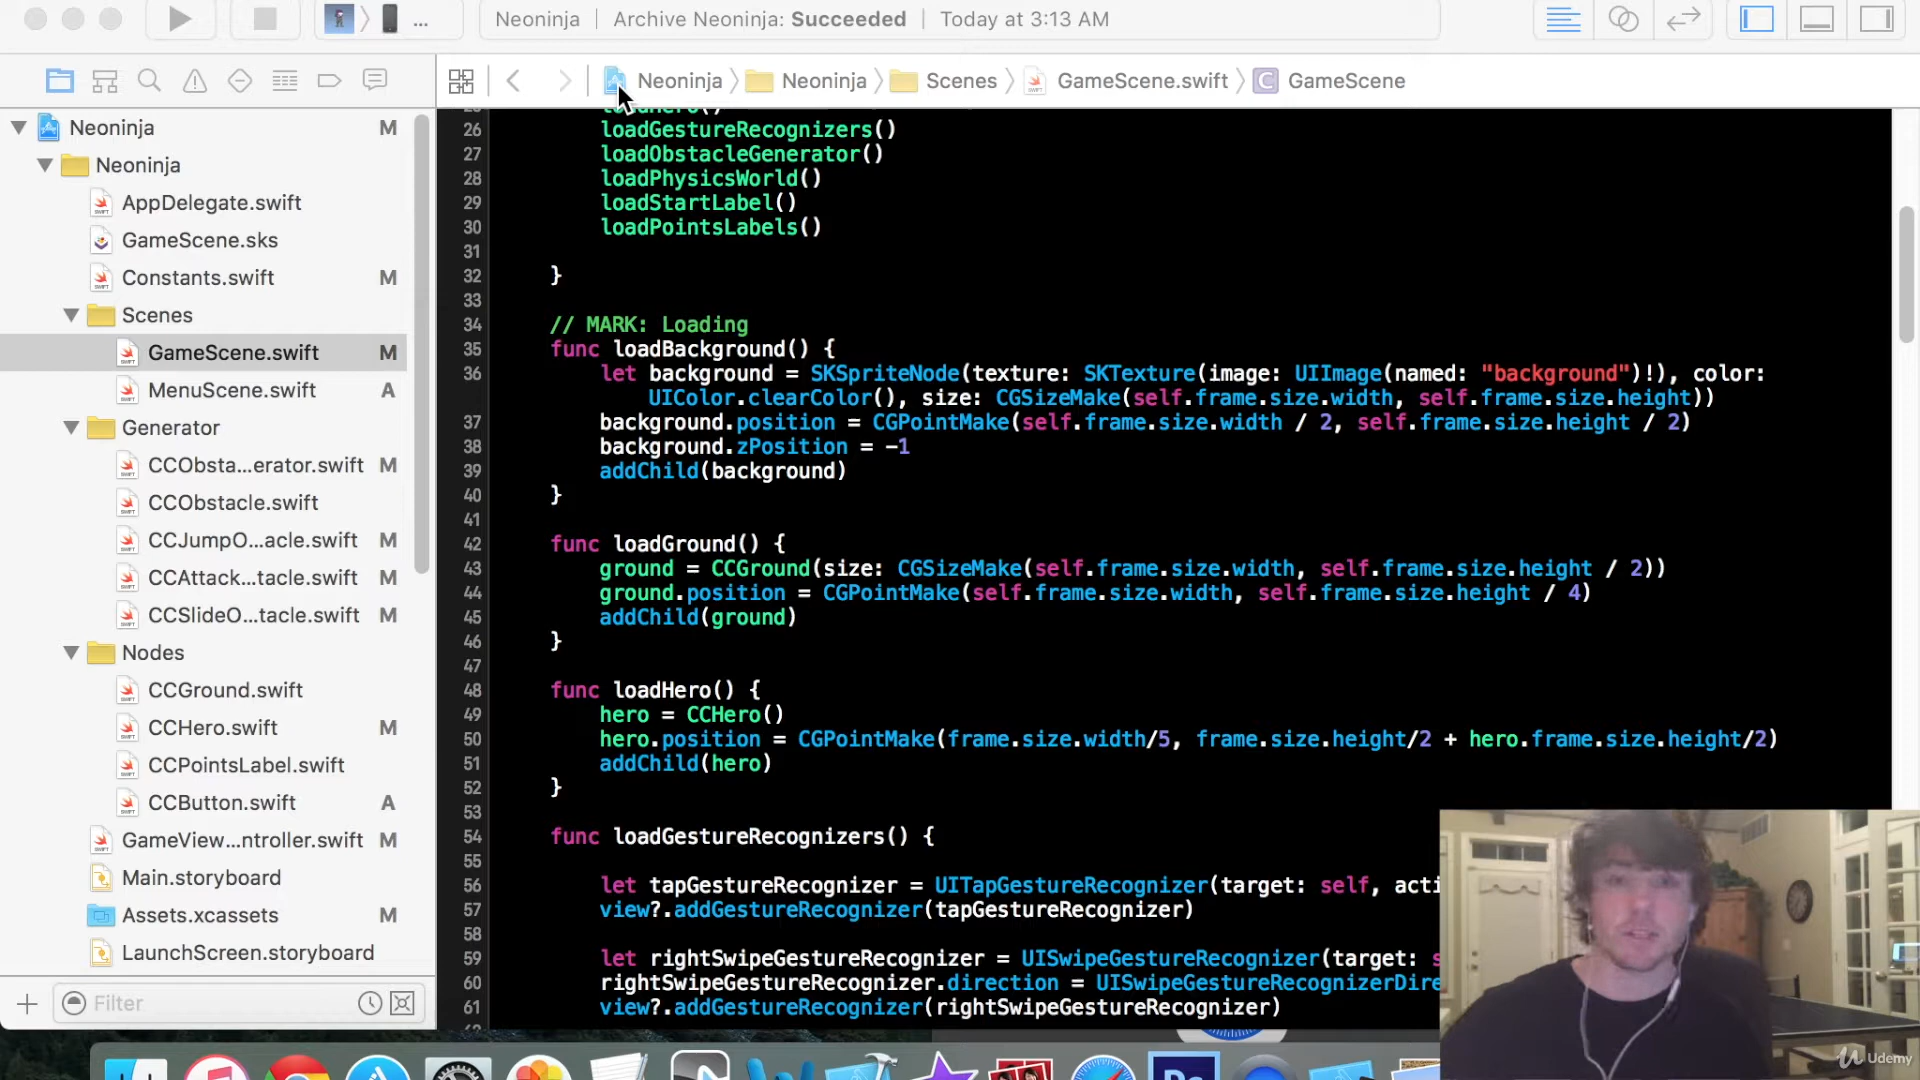 ...
Neoninja | Archive Neoninja: Succeeded | Today at 3:13 AM
Neoninja Neoninja Scenes GameScene.swift C GameScene
Neoninja M
Neoninja
AppDelegate.swift
GameScene.sks
Constants.swift M
Scenes
GameScene.swift M
MenuScene.swift A
Generator
CCObsta...erator.swift M
CCObstacle.swift
CCJumpO...acle.swift M
CCAttack...tacle.swift M
CCSlideO...tacle.swift M
Nodes
CCGround.swift
CCHero.swift M
CCPointsLabel.swift
CCButton.swift A
GameView...ntroller.swift M
Main.storyboard
Assets.xcassets M
LaunchScreen.storyboard
Filter
26 loadGestureRecognizers()
27 loadObstacleGenerator()
28 loadPhysicsWorld()
29 loadStartLabel()
30 loadPointsLabels()
31
32 }
33
34 // MARK: Loading
35 func loadBackground() {
36 let background = SKSpriteNode(texture: SKTexture(image: UIImage(named: "background")!), color:
UIColor.clearColor(), size: CGSizeMake(self.frame.size.width, self.frame.size.height))
37 background.position = CGPointMake(self.frame.size.width / 2, self.frame.size.height / 2)
38 background.zPosition = -1
39 addChild(background)
40 }
41
42 func loadGround() {
43 ground = CCGround(size: CGSizeMake(self.frame.size.width, self.frame.size.height / 2))
44 ground.position = CGPointMake(self.frame.size.width, self.frame.size.height / 4)
45 addChild(ground)
46 }
47
48 func loadHero() {
49 hero = CCHero()
50 hero.position = CGPointMake(frame.size.width/5, frame.size.height/2 + hero.frame.size.height/2)
51 addChild(hero)
52 }
53
54 func loadGestureRecognizers() {
55
56 let tapGestureRecognizer = UITapGestureRecognizer(target: self, acti
57 view?.addGestureRecognizer(tapGestureRecognizer)
58
59 let rightSwipeGestureRecognizer = UISwipeGestureRecognizer(target: s
60 rightSwipeGestureRecognizer.direction = UISwipeGestureRecognizerDire
61 view?.addGestureRecognizer(rightSwipeGestureRecognizer)
Udemy